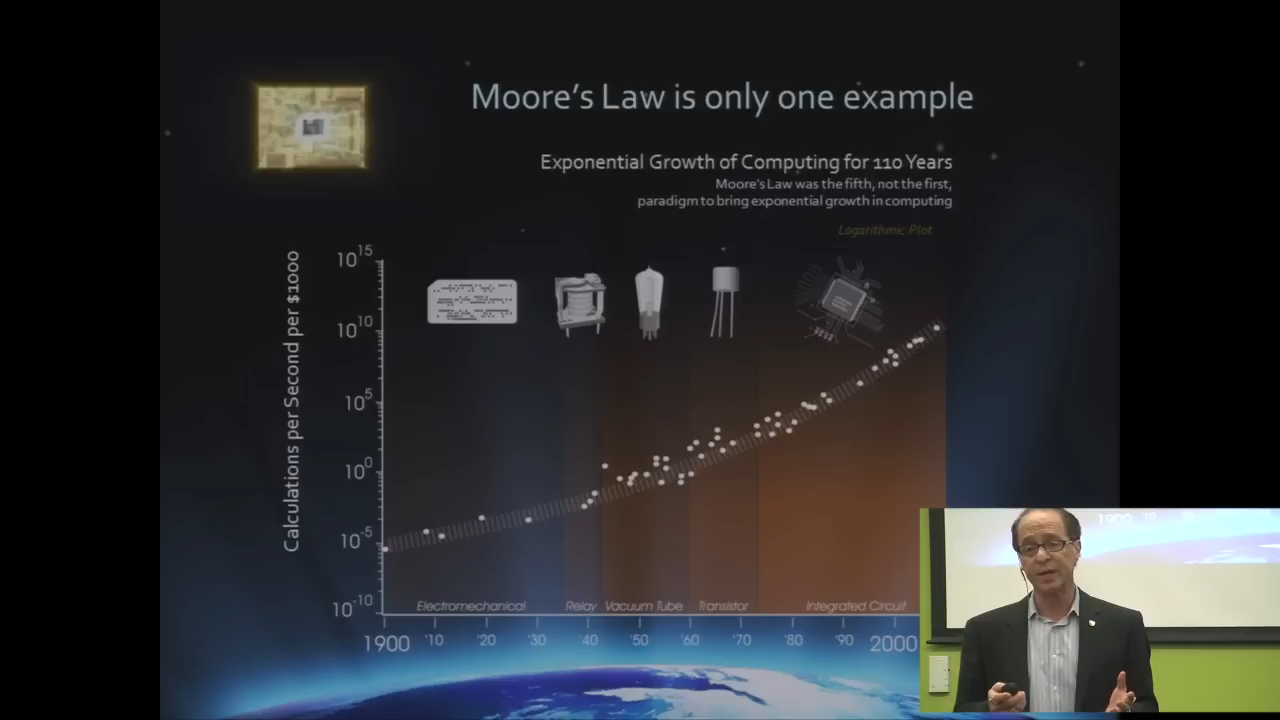 Moore's Law is only one example
Exponential Growth of Computing for 110 Years
Moore's Law was the fifth, not the first,
paradigm to bring exponential growth in computing
Logarithmic Plot
Calculations per Second per $1000
10^15
10^10
10^5
10^0
10^-5
10^-10
Electromechanical Relay Vacuum Tube Transistor Integrated Circuit
1900 '10 '20 '30 '40 '50 '60 '70 '80 '90 2000
1900